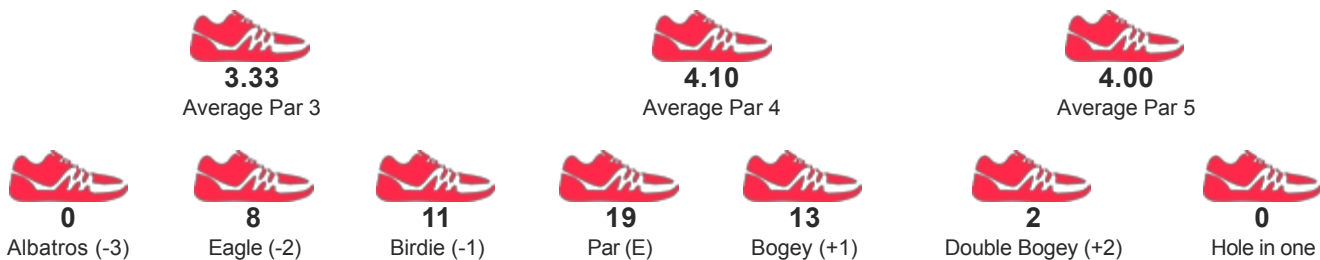 3.33 4.10 4.00
Average Par 3 Average Par 4 Average Par 5
0 8 11 19 13 2 0
Albatros (-3) Eagle (-2) Birdie (-1) Par (E) Bogey (+1) Double Bogey (+2) Hole in one